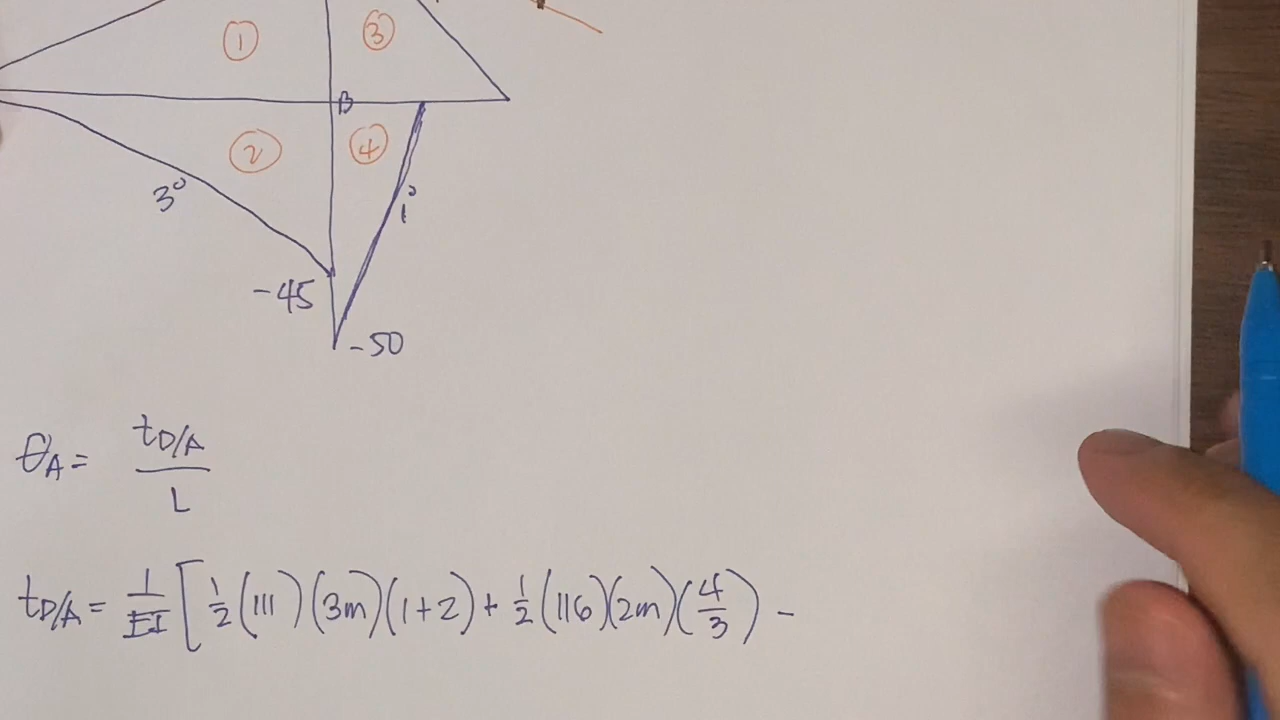 ① ③
B
② ④
3°
1°
-45
-50
θA = tD/A / L
tD/A = 1/EI [ 1/2 (111)(3m)(1+2) + 1/2 (116)(2m)(4/3) -